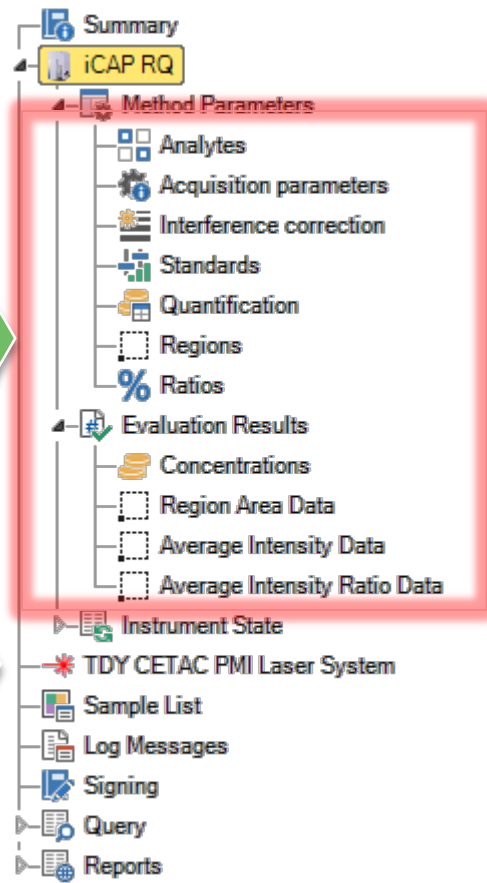 Summary
iCAP RQ
Method Parameters
Analytes
Acquisition parameters
Interference correction
Standards
Quantification
Regions
Ratios
Evaluation Results
Concentrations
Region Area Data
Average Intensity Data
Average Intensity Ratio Data
Instrument State
TDY CETAC PMI Laser System
Sample List
Log Messages
Signing
Query
Reports